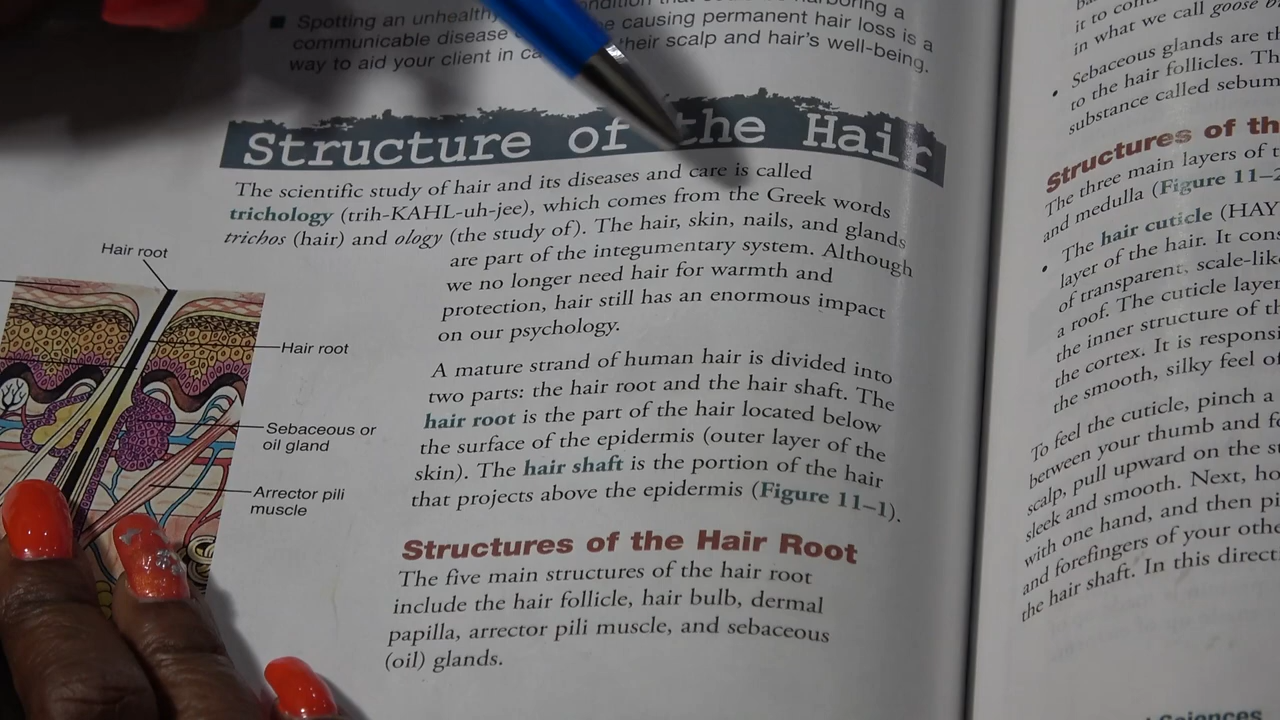 Spotting an unhealthy
causing permanent hair loss is a
communicable disease their scalp and hair's well-being.
way to aid your client in
Structure of the Hair
The scientific study of hair and its diseases and care is called
trichology (trih-KAHL-uh-jee), which comes from the Greek words
trichos (hair) and ology (the study of). The hair, skin, nails, and glands
are part of the integumentary system. Although
we no longer need hair for warmth and
protection, hair still has an enormous impact
on our psychology.
A mature strand of human hair is divided into
two parts: the hair root and the hair shaft. The
hair root is the part of the hair located below
the surface of the epidermis (outer layer of the
skin). The hair shaft is the portion of the hair
that projects above the epidermis (Figure 11–1).
Structures of the Hair Root
The five main structures of the hair root
include the hair follicle, hair bulb, dermal
papilla, arrector pili muscle, and sebaceous
(oil) glands.
Hair root
Hair root
Sebaceous or
oil gland
Arrector pili
muscle
in what we call goose
Sebaceous glands are
to the hair follicles.
substance called sebum
Structures of
The three main layers of
and medulla (Figure 11–2
The hair cuticle (HAY
layer of the hair. It
of transparent, scale-like
a roof. The cuticle layer
the inner structure of
the cortex. It is
the smooth, silky feel
To feel the cuticle, pinch a
between your thumb and
scalp, pull upward on the
sleek and smooth. Next,
with one hand, and then
and forefingers of your
the hair shaft. In this
Sciences